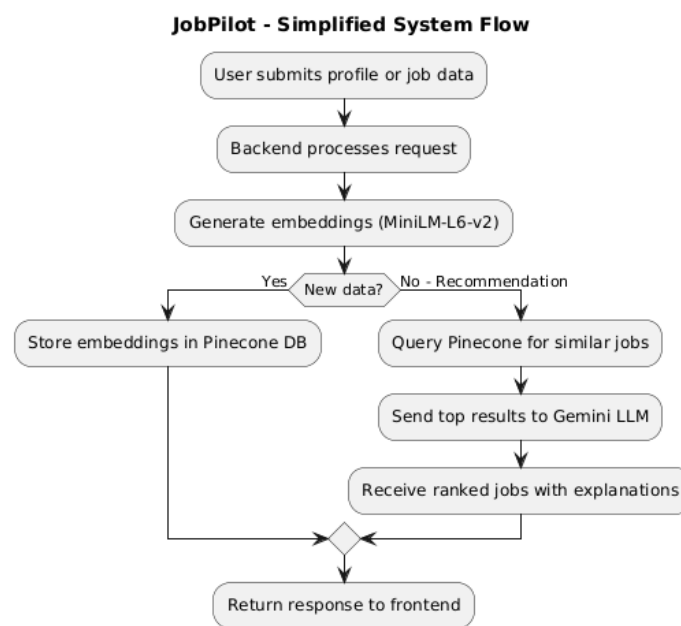 JobPilot - Simplified System Flow
User submits profile or job data
Backend processes request
Generate embeddings (MiniLM-L6-v2)
New data?
Yes
No - Recommendation
Store embeddings in Pinecone DB
Query Pinecone for similar jobs
Send top results to Gemini LLM
Receive ranked jobs with explanations
Return response to frontend